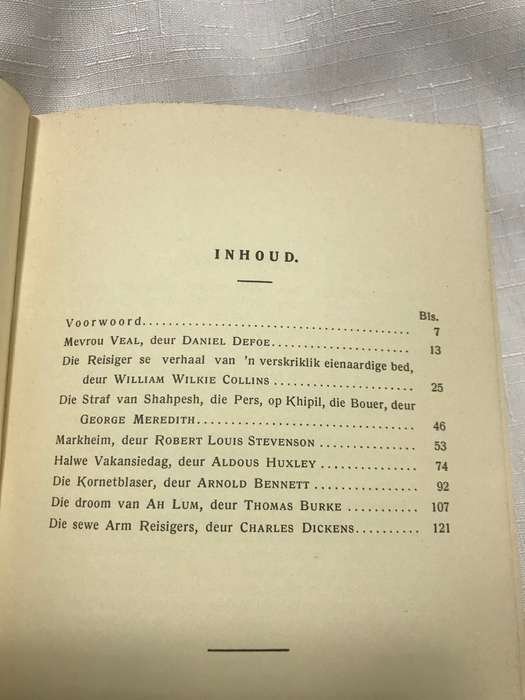 INHOUD.
Bls.
Voorwoord........................................ 7
Mevrou VEAL, deur DANIEL DEFOE..................... 13
Die Reisiger se verhaal van 'n verskriklik eienaardige bed,
deur WILLIAM WILKIE COLLINS..................... 25
Die Straf van Shahpesh, die Pers, op Khipil, die Bouer, deur
GEORGE MEREDITH................................ 46
Markheim, deur ROBERT LOUIS STEVENSON............... 53
Halwe Vakansiedag, deur ALDOUS HUXLEY............... 74
Die Kornetblaser, deur ARNOLD BENNETT............... 92
Die droom van AH LUM, deur THOMAS BURKE........... 107
Die sewe Arm Reisigers, deur CHARLES DICKENS.......... 121